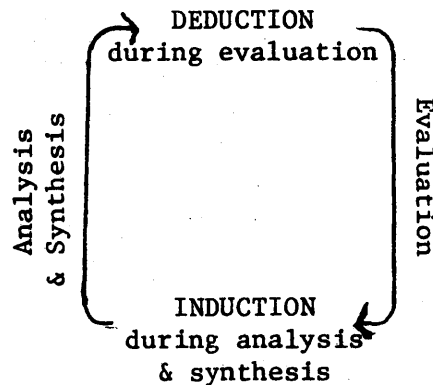 DEDUCTION
during evaluation
Analysis
& Synthesis
Evaluation
INDUCTION
during analysis
& synthesis